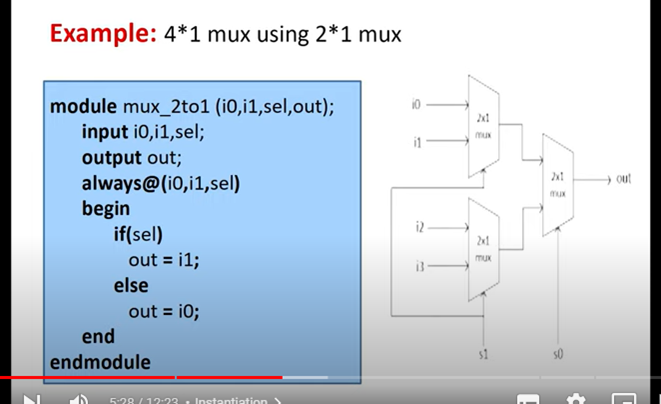 Example: 4*1 mux using 2*1 mux
module mux_2to1 (i0,i1,sel,out);
input i0,i1,sel;
output out;
always@(i0,i1,sel)
begin
if(sel)
out = i1;
else
out = i0;
end
endmodule
i0
i1
2x1
mux
2x1
mux
out
i2
i3
2x1
mux
s1
s0
5:28 / 12:23 • Instantiation >